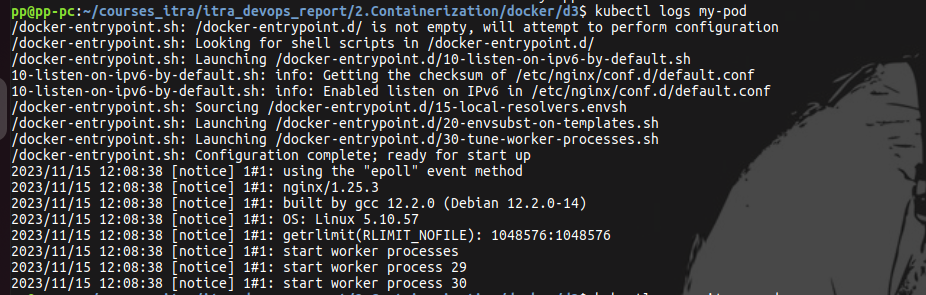 pp@pp-pc:~/courses_itra/itra_devops_report/2.Containerization/docker/d3$ kubectl logs my-pod
/docker-entrypoint.sh: /docker-entrypoint.d/ is not empty, will attempt to perform configuration
/docker-entrypoint.sh: Looking for shell scripts in /docker-entrypoint.d/
/docker-entrypoint.sh: Launching /docker-entrypoint.d/10-listen-on-ipv6-by-default.sh
10-listen-on-ipv6-by-default.sh: info: Getting the checksum of /etc/nginx/conf.d/default.conf
10-listen-on-ipv6-by-default.sh: info: Enabled listen on IPv6 in /etc/nginx/conf.d/default.conf
/docker-entrypoint.sh: Sourcing /docker-entrypoint.d/15-local-resolvers.envsh
/docker-entrypoint.sh: Launching /docker-entrypoint.d/20-envsubst-on-templates.sh
/docker-entrypoint.sh: Launching /docker-entrypoint.d/30-tune-worker-processes.sh
/docker-entrypoint.sh: Configuration complete; ready for start up
2023/11/15 12:08:38 [notice] 1#1: using the "epoll" event method
2023/11/15 12:08:38 [notice] 1#1: nginx/1.25.3
2023/11/15 12:08:38 [notice] 1#1: built by gcc 12.2.0 (Debian 12.2.0-14)
2023/11/15 12:08:38 [notice] 1#1: OS: Linux 5.10.57
2023/11/15 12:08:38 [notice] 1#1: getrlimit(RLIMIT_NOFILE): 1048576:1048576
2023/11/15 12:08:38 [notice] 1#1: start worker processes
2023/11/15 12:08:38 [notice] 1#1: start worker process 29
2023/11/15 12:08:38 [notice] 1#1: start worker process 30